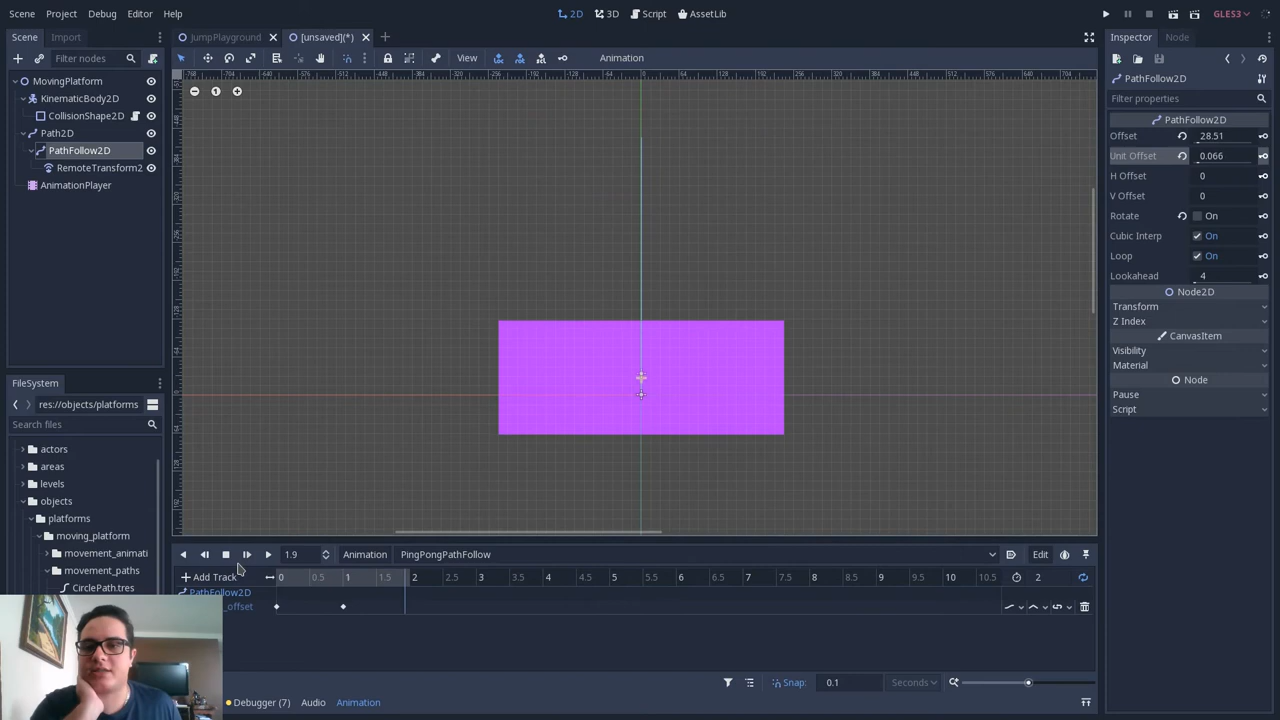 Scene Project Debug Editor Help
2D 3D Script AssetLib
GLES3
Scene Import
jumpPlayground [unsaved](*)
Inspector Node
Filter nodes
View Animation
MovingPlatform
KinematicBody2D
CollisionShape2D
Path2D
PathFollow2D
RemoteTransform2
AnimationPlayer
PathFollow2D
Filter properties
PathFollow2D
Offset 28.51
Unit Offset 0.066
H Offset 0
V Offset 0
Rotate On
Cubic Interp On
Loop On
Lookahead 4
Node2D
Transform
Z Index
CanvasItem
Visibility
Material
Node
Pause
Script
FileSystem
res://objects/platforms
Search files
actors
areas
levels
objects
platforms
moving_platform
movement_animati
movement_paths
CirclePath.tres
1.9 Animation PingPongPathFollow Edit
Add Track 0 0.5 1 1.5 2 2.5 3 3.5 4 4.5 5 5.5 6 6.5 7 7.5 8 8.5 9 9.5 10 10.5 2
PathFollow2D
_offset
Snap: 0.1 Seconds
Debugger (7) Audio Animation